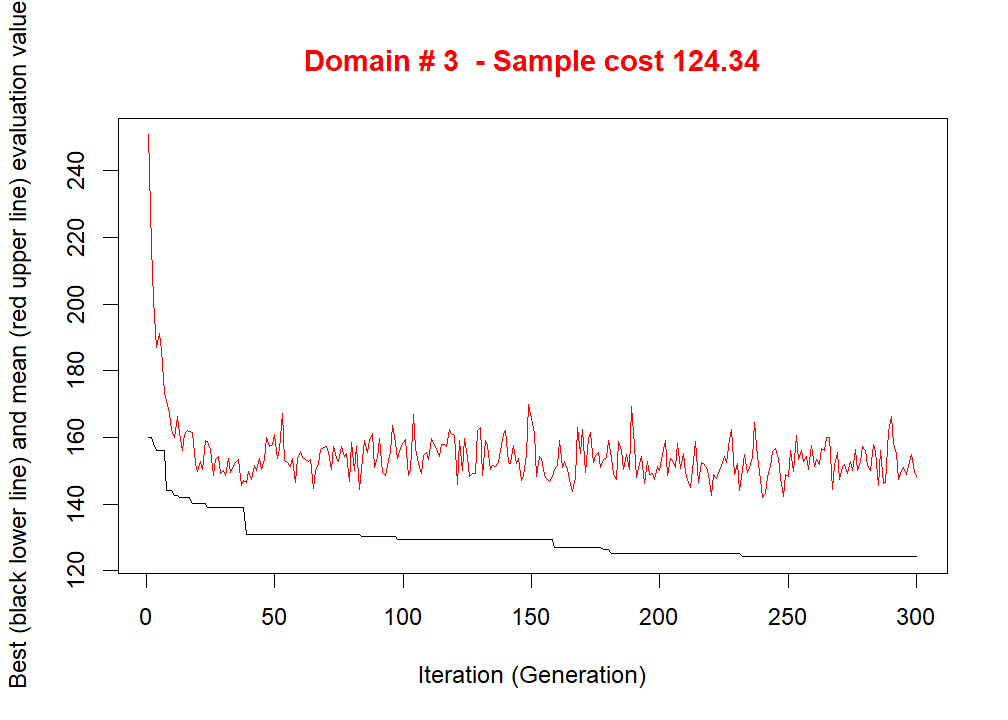 Domain # 3 - Sample cost 124.34
Best (black lower line) and mean (red upper line) evaluation value
240
220
200
180
160
140
120
0 50 100 150 200 250 300
Iteration (Generation)